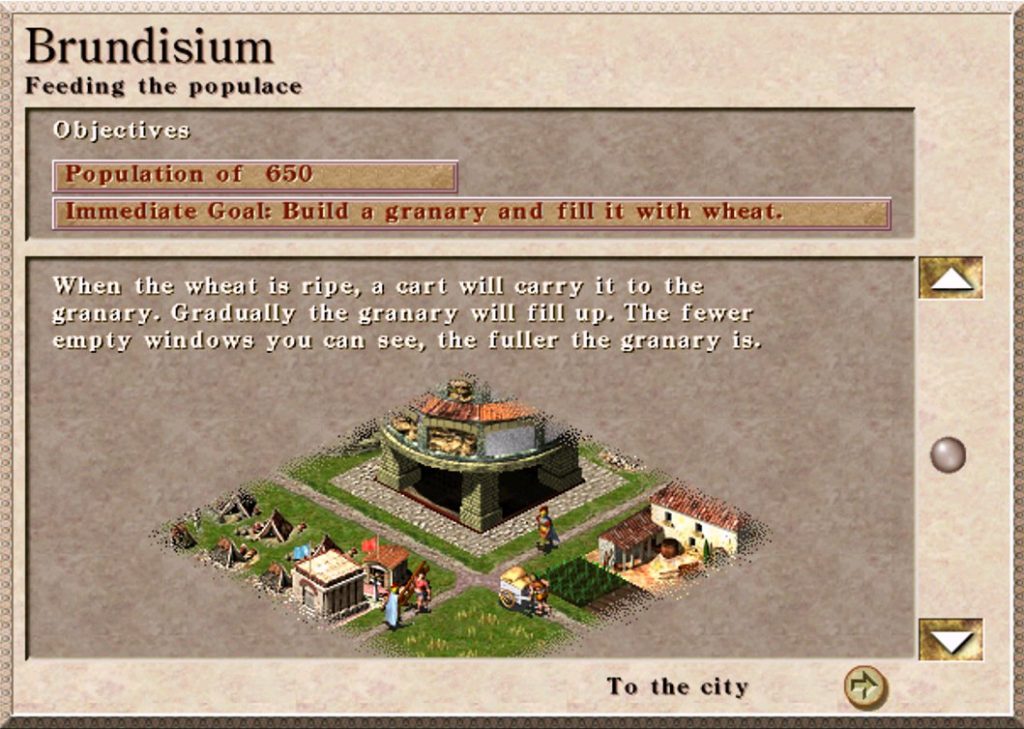 Brundisium
Feeding the populace
Objectives
Population of 650
Immediate Goal: Build a granary and fill it with wheat.
When the wheat is ripe, a cart will carry it to the
granary. Gradually the granary will fill up. The fewer
empty windows you can see, the fuller the granary is.
To the city